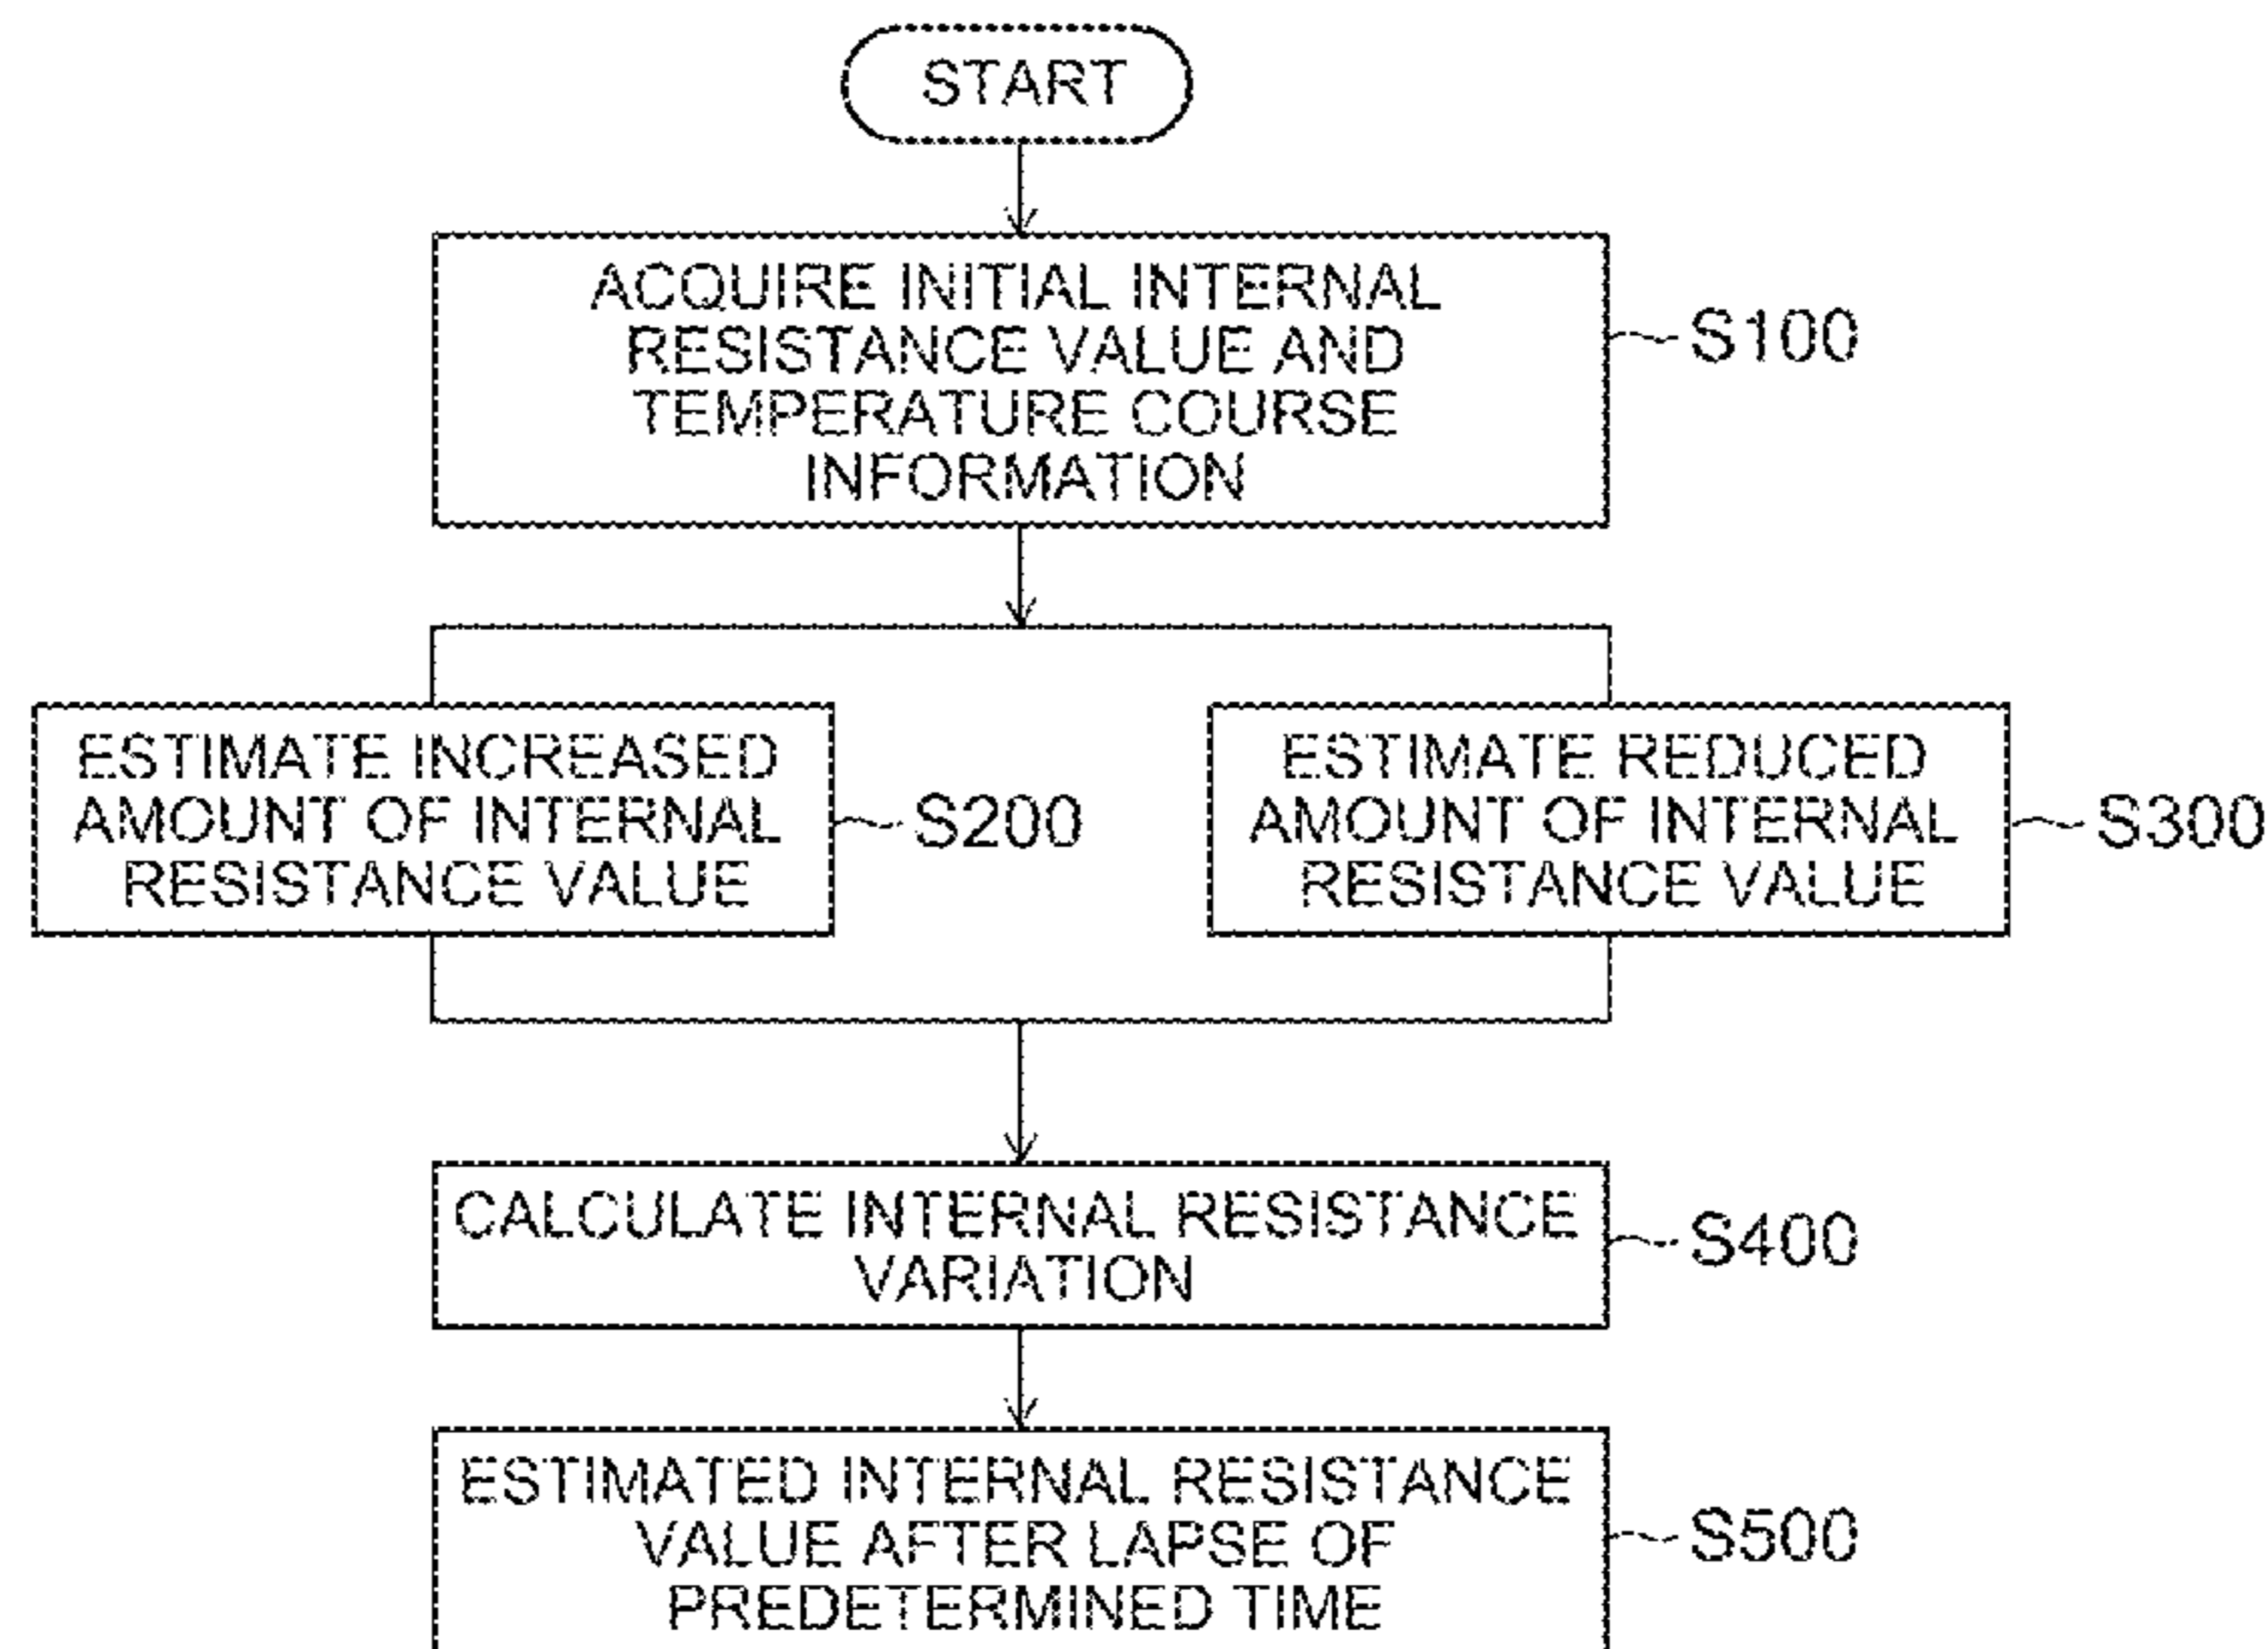 START
ACQUIRE INITIAL INTERNAL
RESISTANCE VALUE AND
TEMPERATURE COURSE
INFORMATION
S100
ESTIMATE INCREASED
AMOUNT OF INTERNAL
RESISTANCE VALUE
S200
ESTIMATE REDUCED
AMOUNT OF INTERNAL
RESISTANCE VALUE
S300
CALCULATE INTERNAL RESISTANCE
VARIATION
S400
ESTIMATED INTERNAL RESISTANCE
VALUE AFTER LAPSE OF
PREDETERMINED TIME
S500